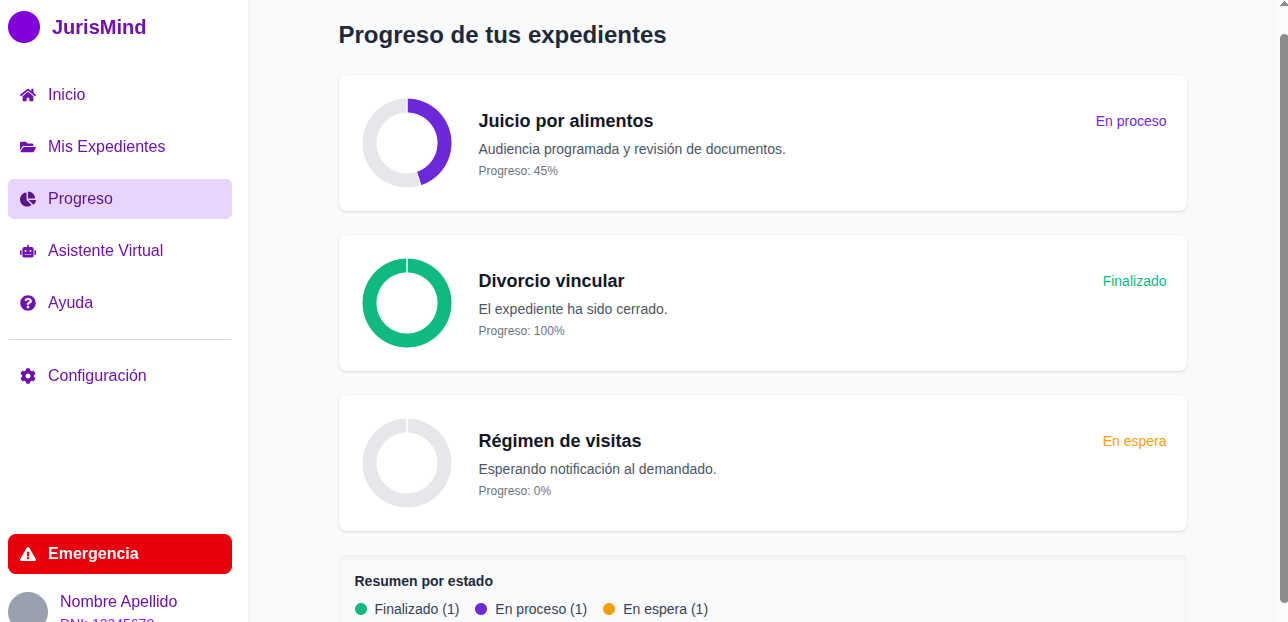 JurisMind
Inicio
Mis Expedientes
Progreso
Asistente Virtual
Ayuda
Configuración
Emergencia
Nombre Apellido
DNI: 12345678
Progreso de tus expedientes
Juicio por alimentos
En proceso
Audiencia programada y revisión de documentos.
Progreso: 45%
Divorcio vincular
Finalizado
El expediente ha sido cerrado.
Progreso: 100%
Régimen de visitas
En espera
Esperando notificación al demandado.
Progreso: 0%
Resumen por estado
Finalizado (1)
En proceso (1)
En espera (1)